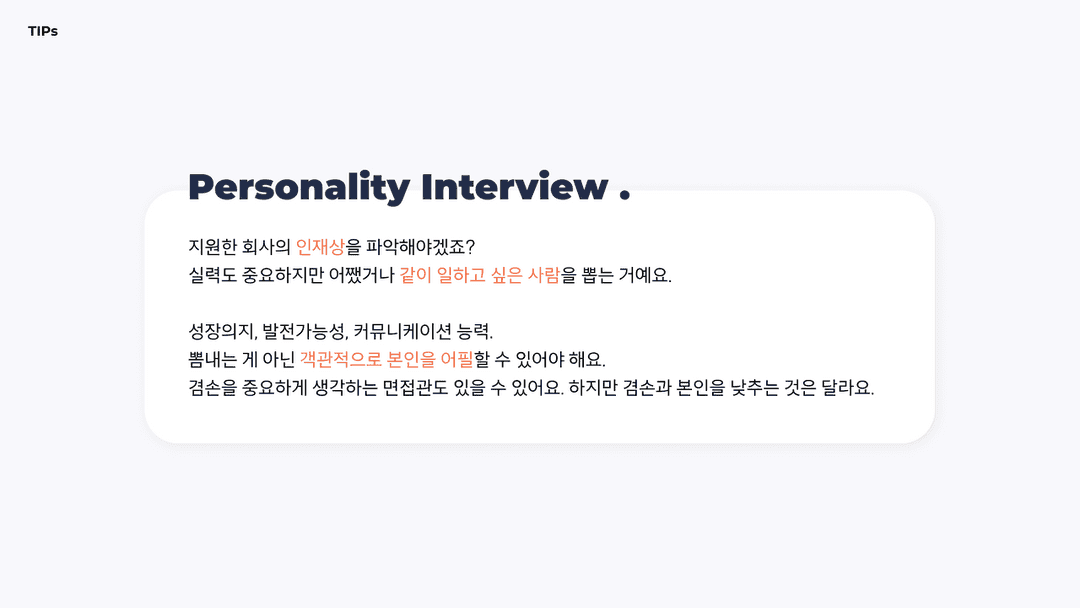 TIPs
Personality Interview .
지원한 회사의 인재상을 파악해야겠죠?
실력도 중요하지만 어쨌거나 같이 일하고 싶은 사람을 뽑는 거예요.
성장의지, 발전가능성, 커뮤니케이션 능력.
뽐내는 게 아닌 객관적으로 본인을 어필할 수 있어야 해요.
겸손을 중요하게 생각하는 면접관도 있을 수 있어요. 하지만 겸손과 본인을 낮추는 것은 달라요.